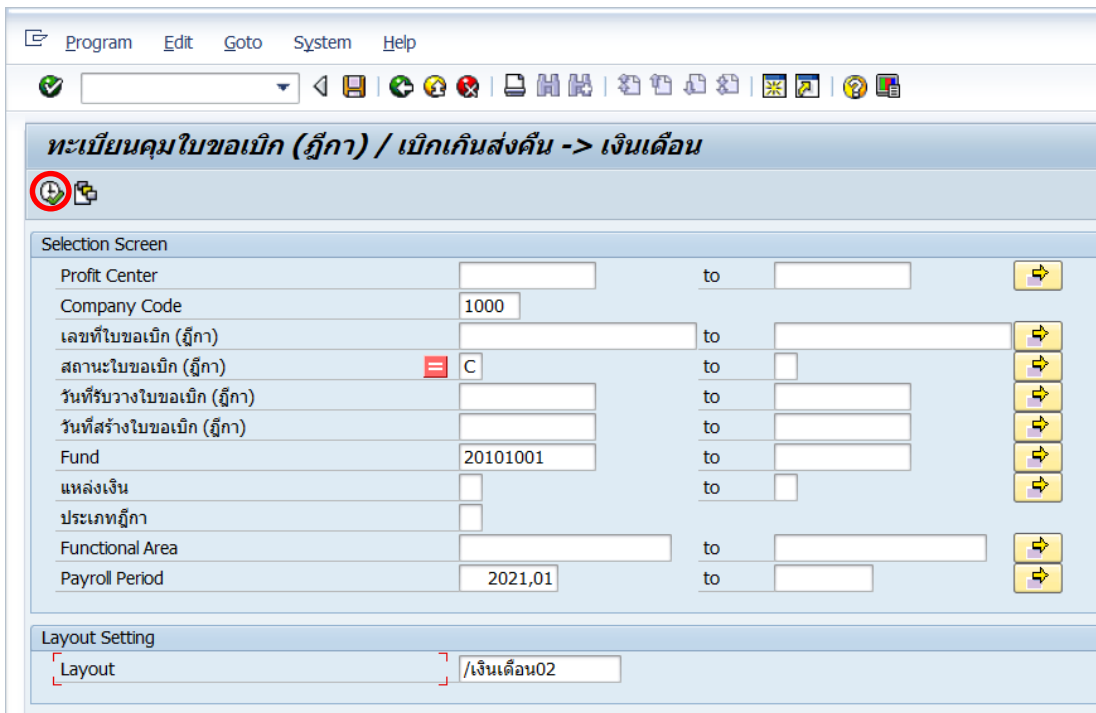 Program Edit Goto System Help
ทะเบียนคุมใบขอเบิก (ฎีกา) / เบิกเกินส่งคืน -> เงินเดือน
Selection Screen
Profit Center to
Company Code 1000
เลขที่ใบขอเบิก (ฎีกา) to
สถานะใบขอเบิก (ฎีกา) = C to
วันที่รับวางใบขอเบิก (ฎีกา) to
วันที่สร้างใบขอเบิก (ฎีกา) to
Fund 20101001 to
แหล่งเงิน to
ประเภทฎีกา
Functional Area to
Payroll Period 2021,01 to
Layout Setting
Layout /เงินเดือน02